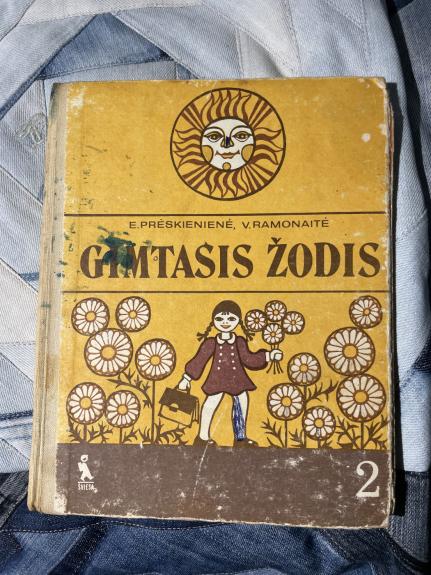 E.PRĖSKIENIENĖ, V.RAMONAITĖ
GIMTASIS ŽODIS
ŠVIESA
2